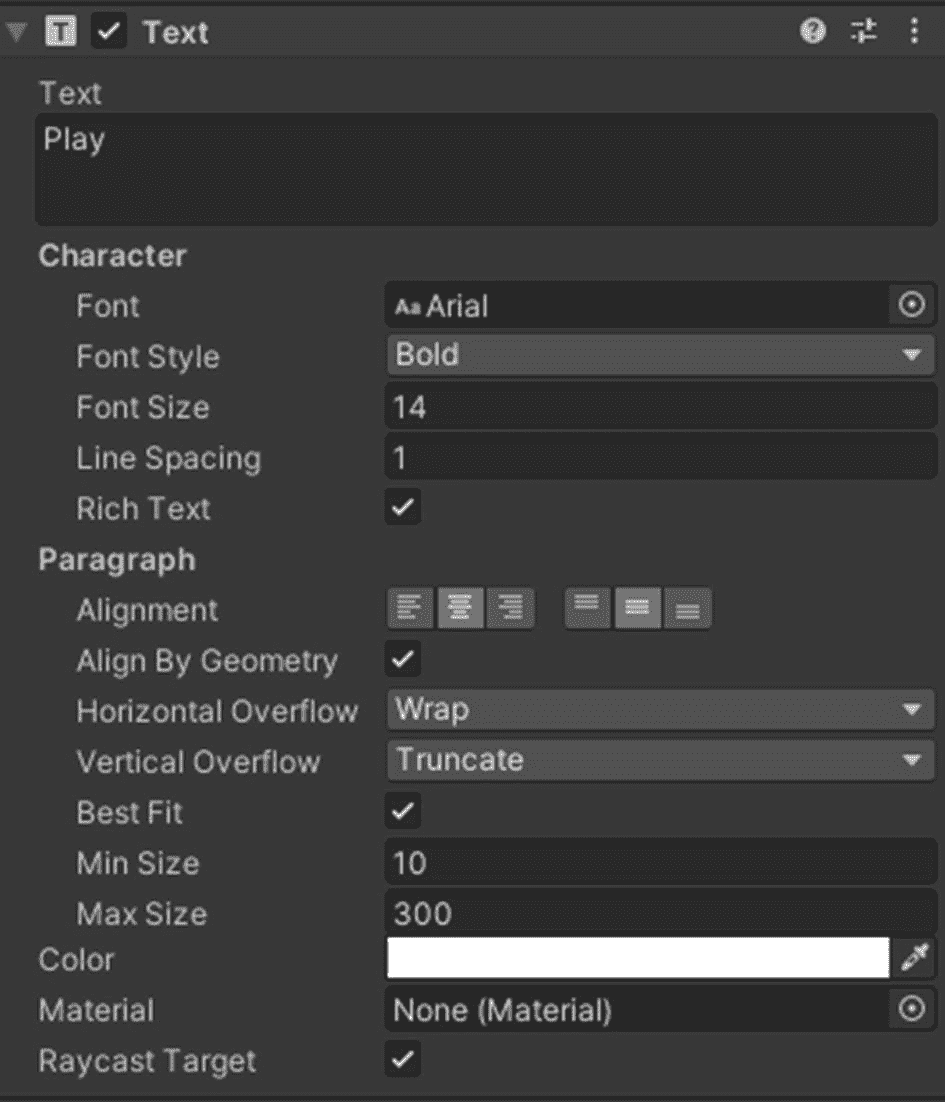 Text
Text
Play
Character
Font Aa Arial
Font Style Bold
Font Size 14
Line Spacing 1
Rich Text
Paragraph
Alignment
Align By Geometry
Horizontal Overflow Wrap
Vertical Overflow Truncate
Best Fit
Min Size 10
Max Size 300
Color
Material None (Material)
Raycast Target